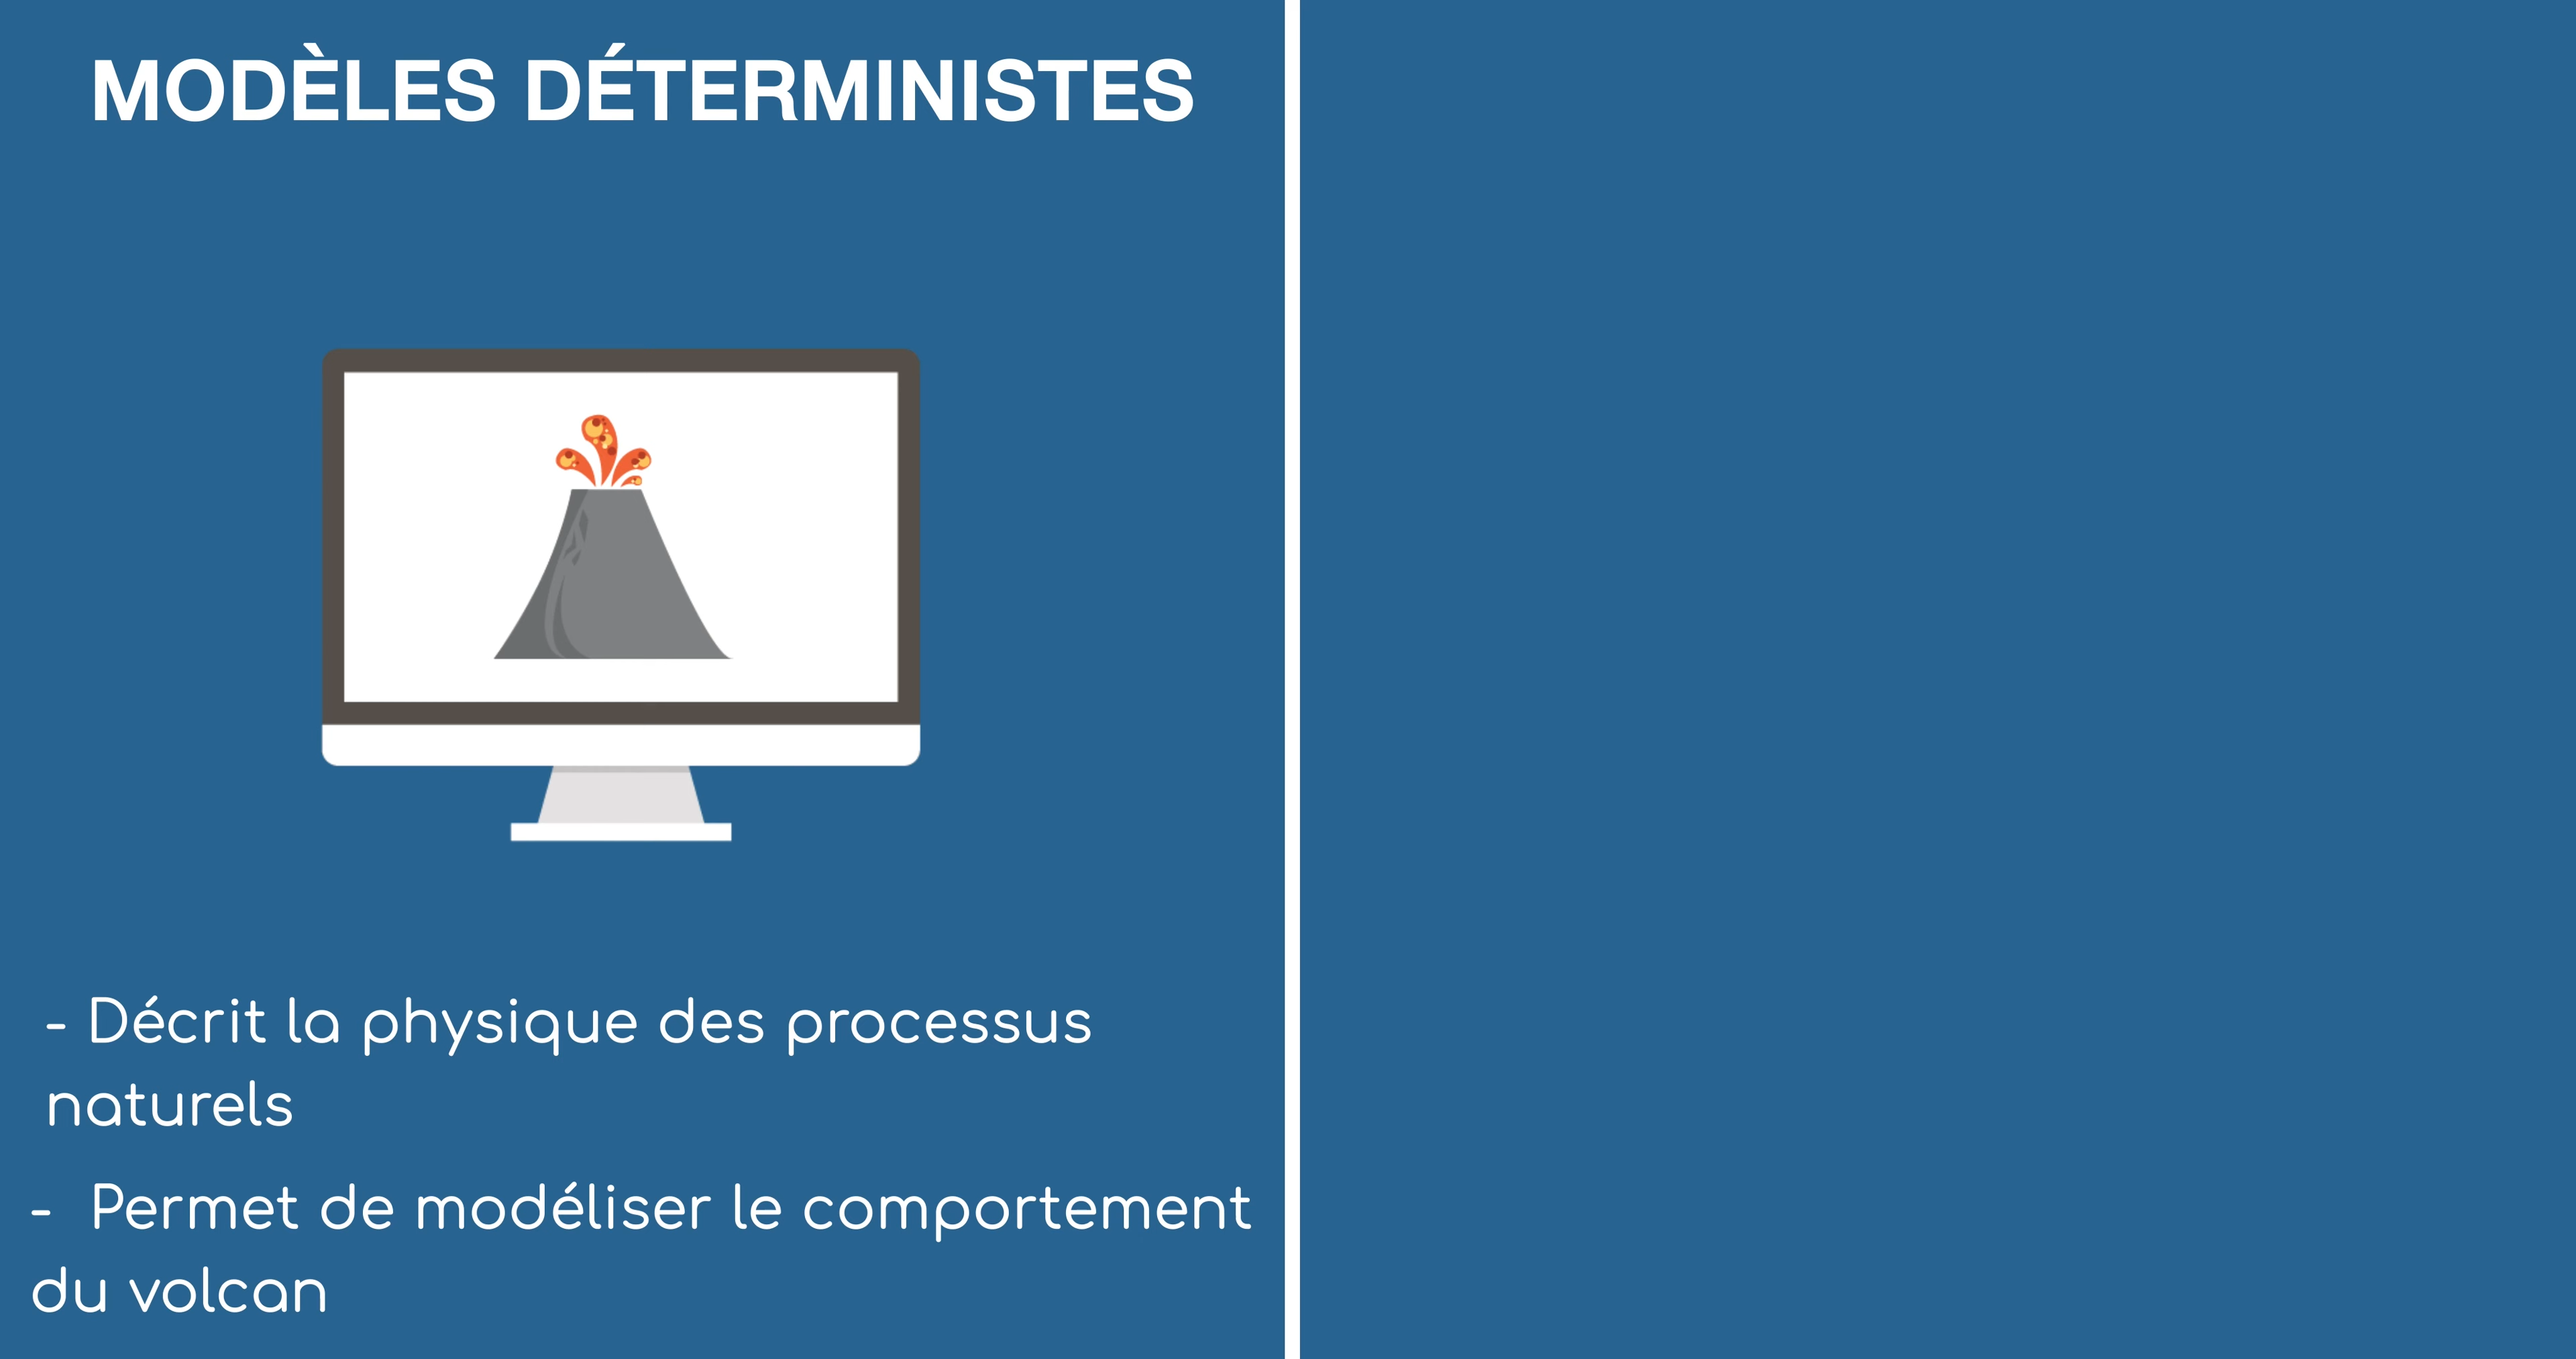 MODÈLES DÉTERMINISTES
- Décrit la physique des processus
naturels
- Permet de modéliser le comportement
du volcan